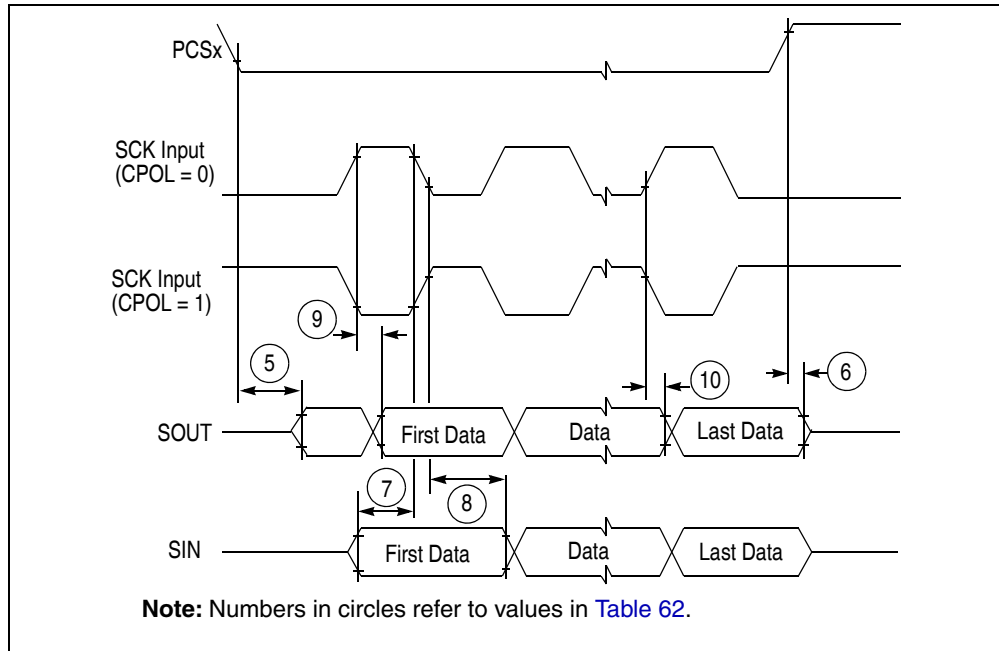 PCSx
SCK Input
(CPOL = 0)
SCK Input
(CPOL = 1)
9
5
10
6
SOUT
First Data
Data
Last Data
7
8
SIN
First Data
Data
Last Data
Note: Numbers in circles refer to values in Table 62.